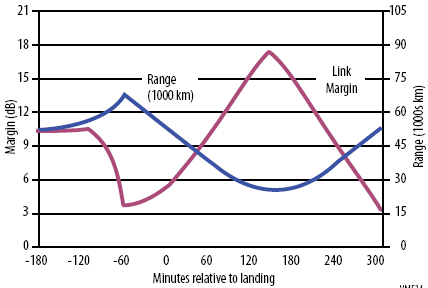 21
18
15
12
9
6
3
0
Margin (dB)
105
90
75
60
45
30
15
0
Range (1000s km)
Range
(1000 km)
Link
Margin
-180 -120 -60 0 60 120 180 240 300
Minutes relative to landing